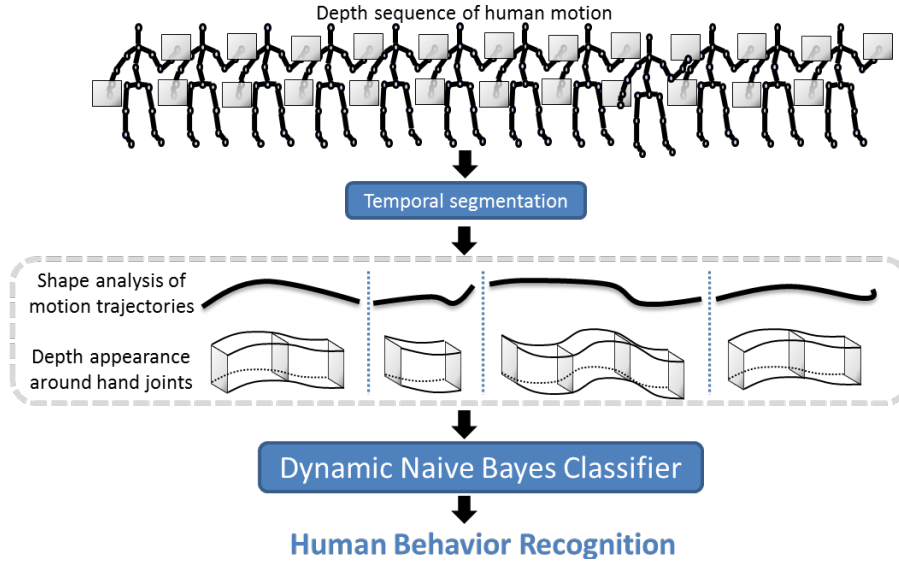 Depth sequence of human motion
Temporal segmentation
Shape analysis of
motion trajectories
Depth appearance
around hand joints
Dynamic Naive Bayes Classifier
Human Behavior Recognition